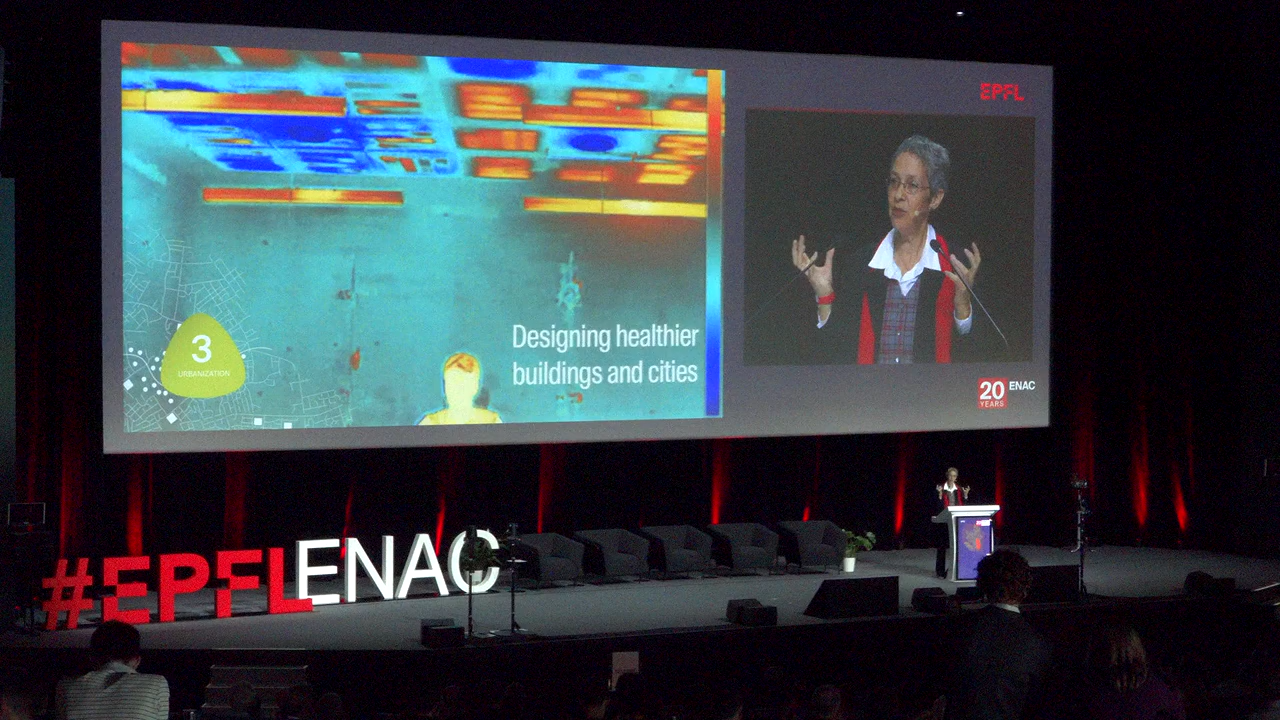 EPFL
3
URBANIZATION
Designing healthier
buildings and cities
20
YEARS
ENAC
#EPFLENAC